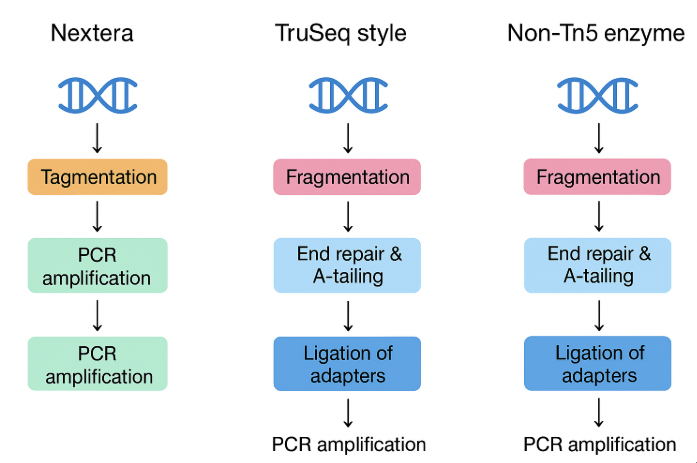 Nextera
Tagmentation
PCR
amplification
PCR
amplification
TruSeq style
Fragmentation
End repair &
A-tailing
Ligation of
adapters
PCR amplification
Non-Tn5 enzyme
Fragmentation
End repair &
A-tailing
Ligation of
adapters
PCR amplification